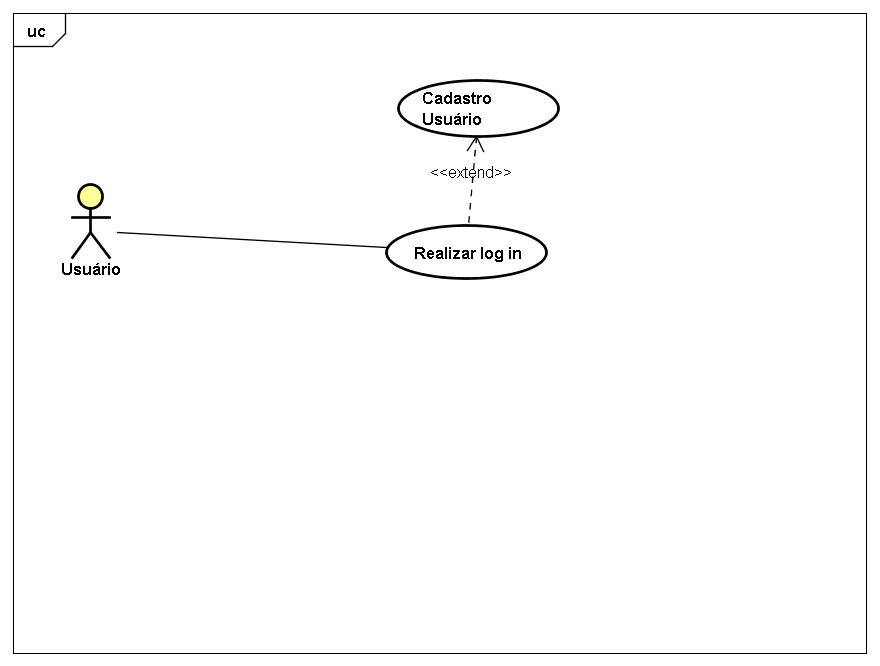 uc
Cadastro
Usuário
<<extend>>
Realizar log in
Usuário